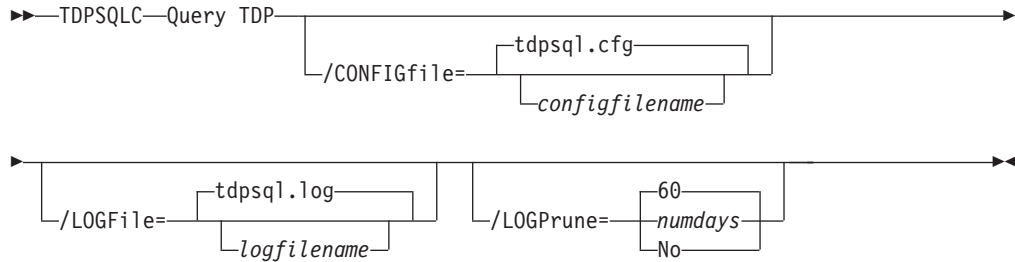 TDPSQLC Query TDP
tdpsql.cfg
/CONFIGfile=
configfilename
tdpsql.log 60
/LOGFile= /LOGPrune= numdays
logfilename No